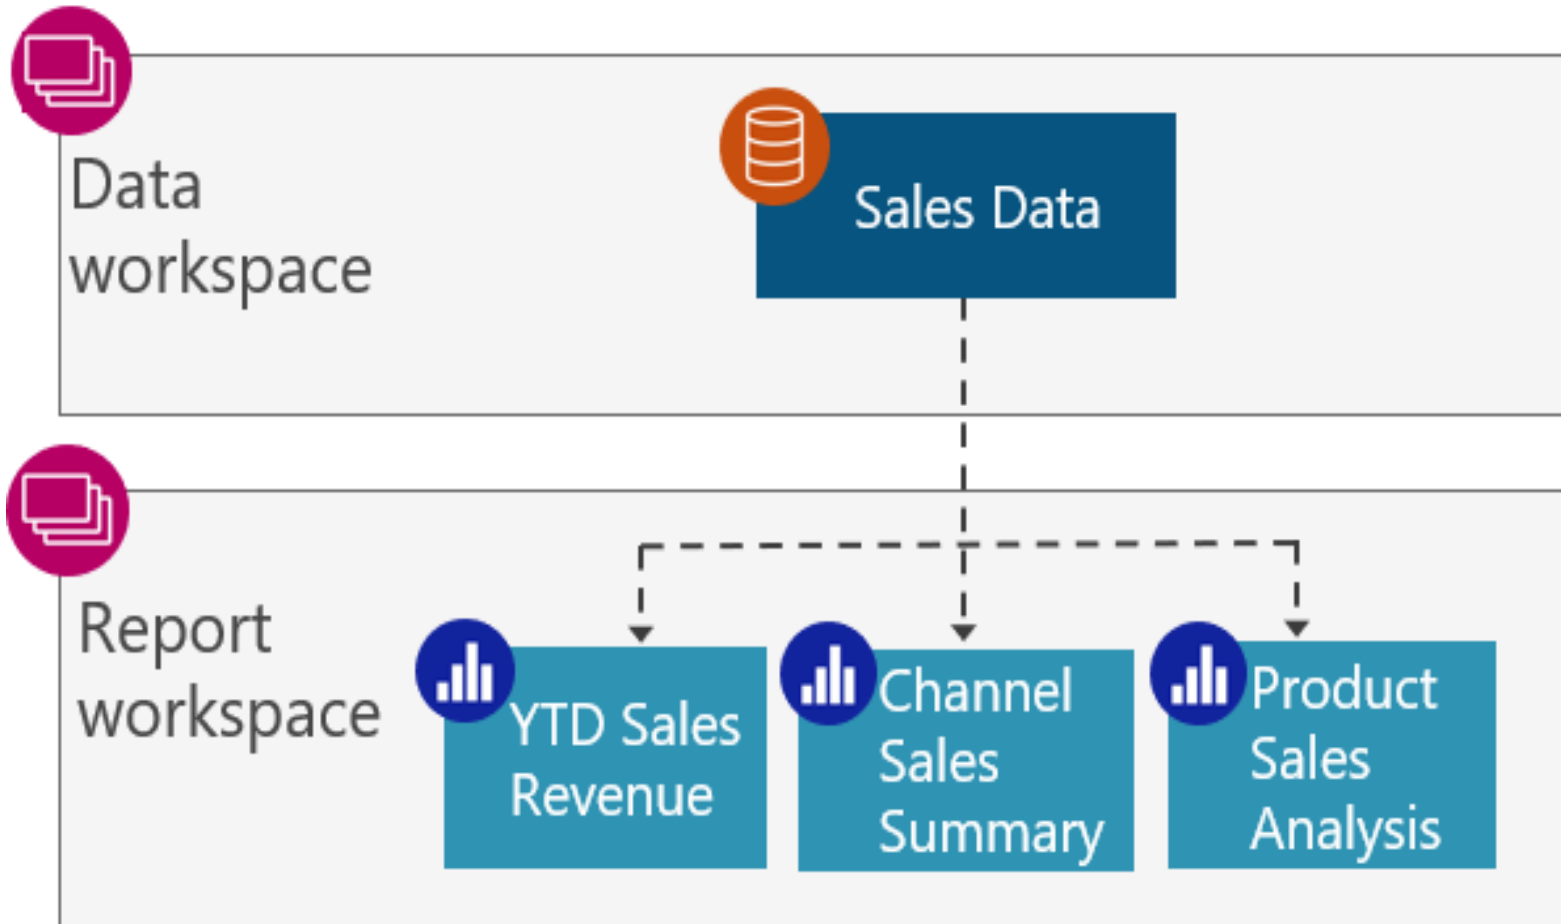 Data
workspace
Sales Data
Report
workspace
YTD Sales
Revenue
Channel
Sales
Summary
Product
Sales
Analysis